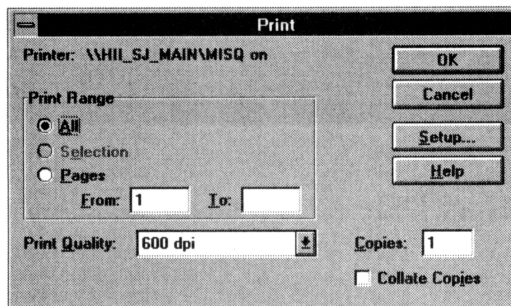 Print
Printer: \\HII_SJ_MAIN\MISQ on
OK
Cancel
Print Range
All
Selection
Pages
From: 1 To:
Setup...
Help
Print Quality: 600 dpi
Copies: 1
Collate Copies